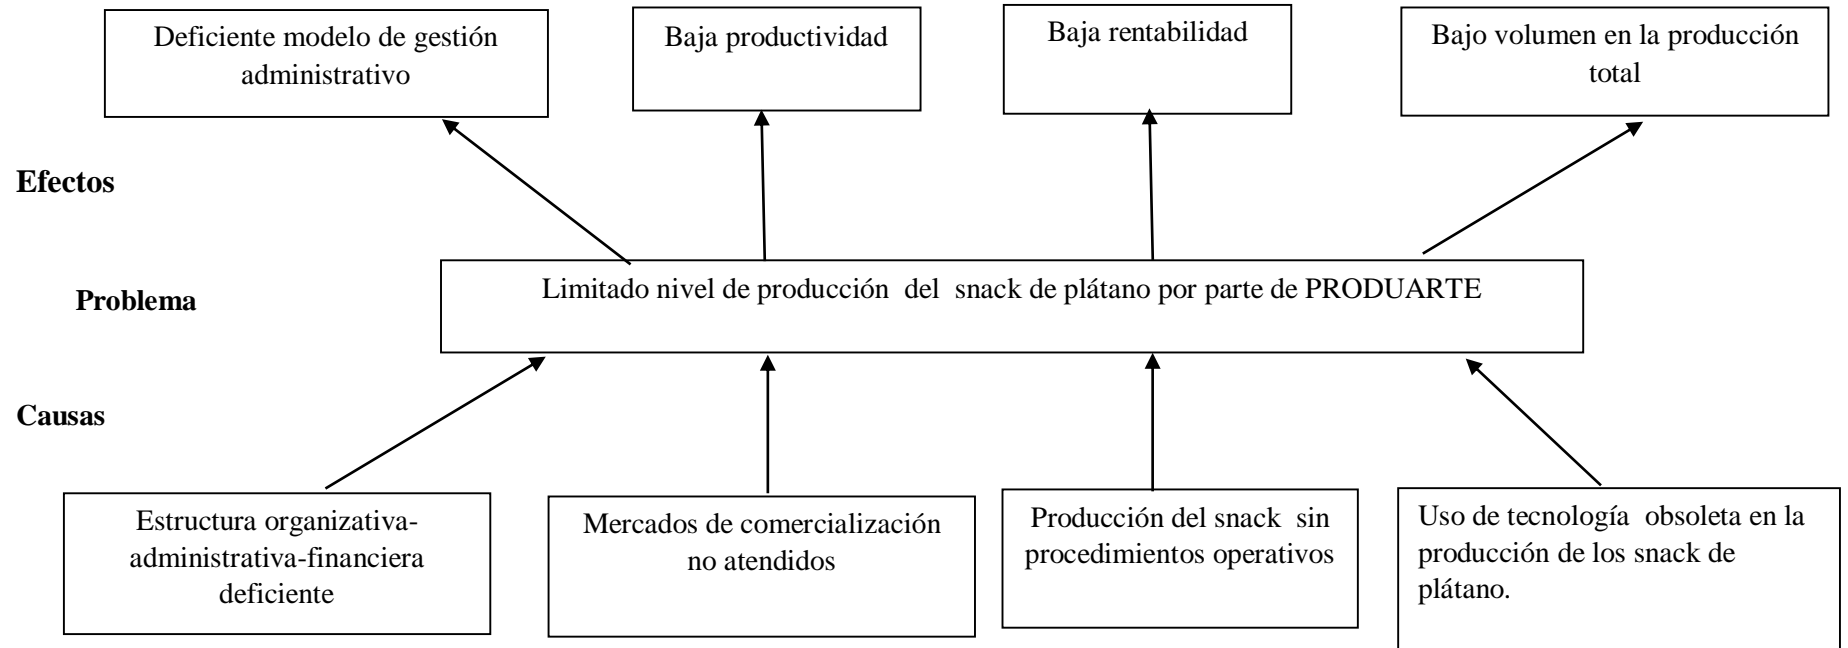 Deficiente modelo de gestión
administrativo
Baja productividad
Baja rentabilidad
Bajo volumen en la producción
total
Efectos
Problema
Limitado nivel de producción  del  snack de plátano por parte de PRODUARTE
Causas
Estructura organizativa-
administrativa-financiera
deficiente
Mercados de comercialización
no atendidos
Producción del snack  sin
procedimientos operativos
Uso de tecnología  obsoleta en la
producción de los snack de
plátano.